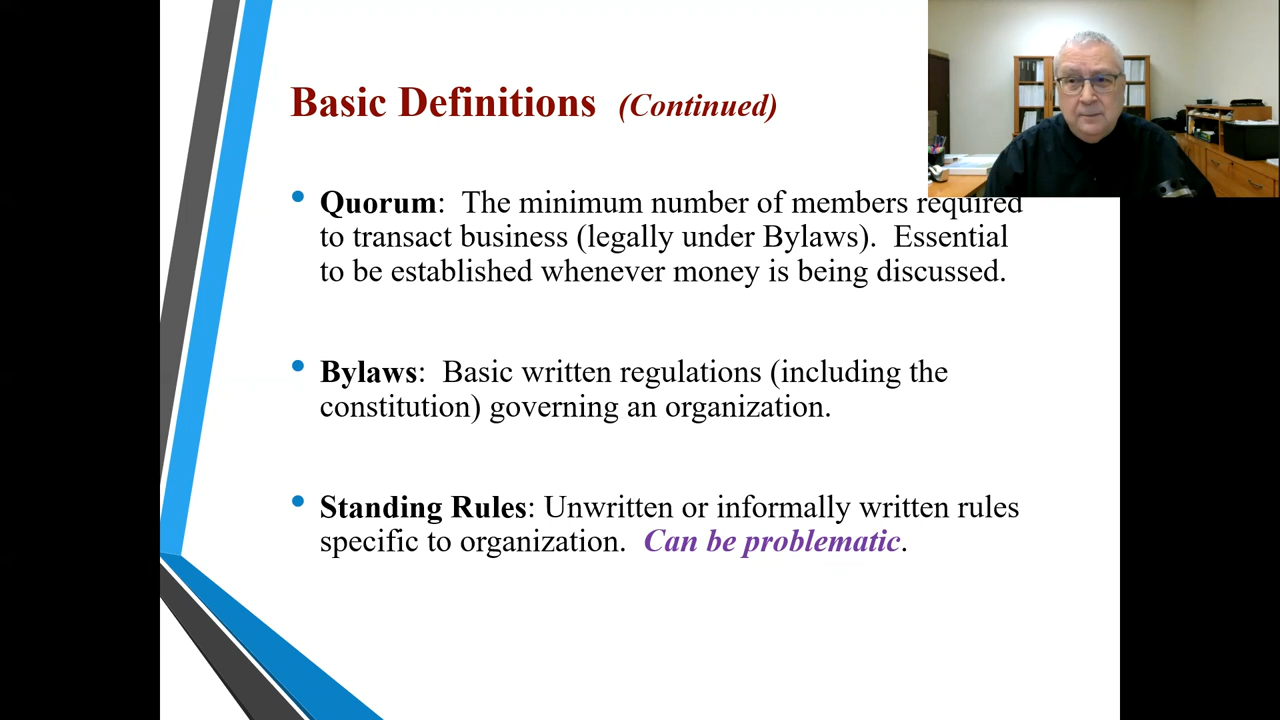 Basic Definitions (Continued)
• Quorum: The minimum number of members required
to transact business (legally under Bylaws). Essential
to be established whenever money is being discussed.
• Bylaws: Basic written regulations (including the
constitution) governing an organization.
• Standing Rules: Unwritten or informally written rules
specific to organization. Can be problematic.